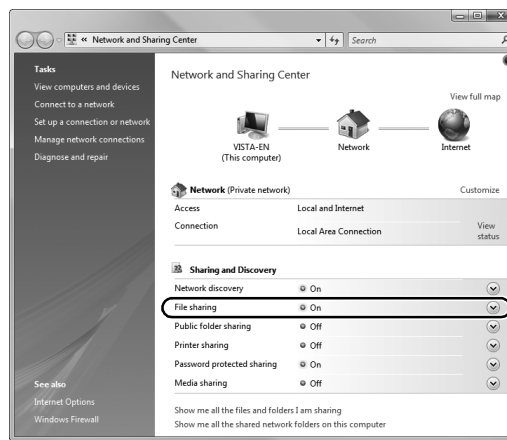 « Network and Sharing Center
Search
Tasks
View computers and devices
Connect to a network
Set up a connection or network
Manage network connections
Diagnose and repair
See also
Internet Options
Windows Firewall
Network and Sharing Center
View full map
VISTA-EN
(This computer)
Network
Internet
Network (Private network)
Customize
Access Local and Internet
Connection Local Area Connection
View
status
Sharing and Discovery
Network discovery On
File sharing On
Public folder sharing Off
Printer sharing Off
Password protected sharing On
Media sharing Off
Show me all the files and folders I am sharing
Show me all the shared network folders on this computer